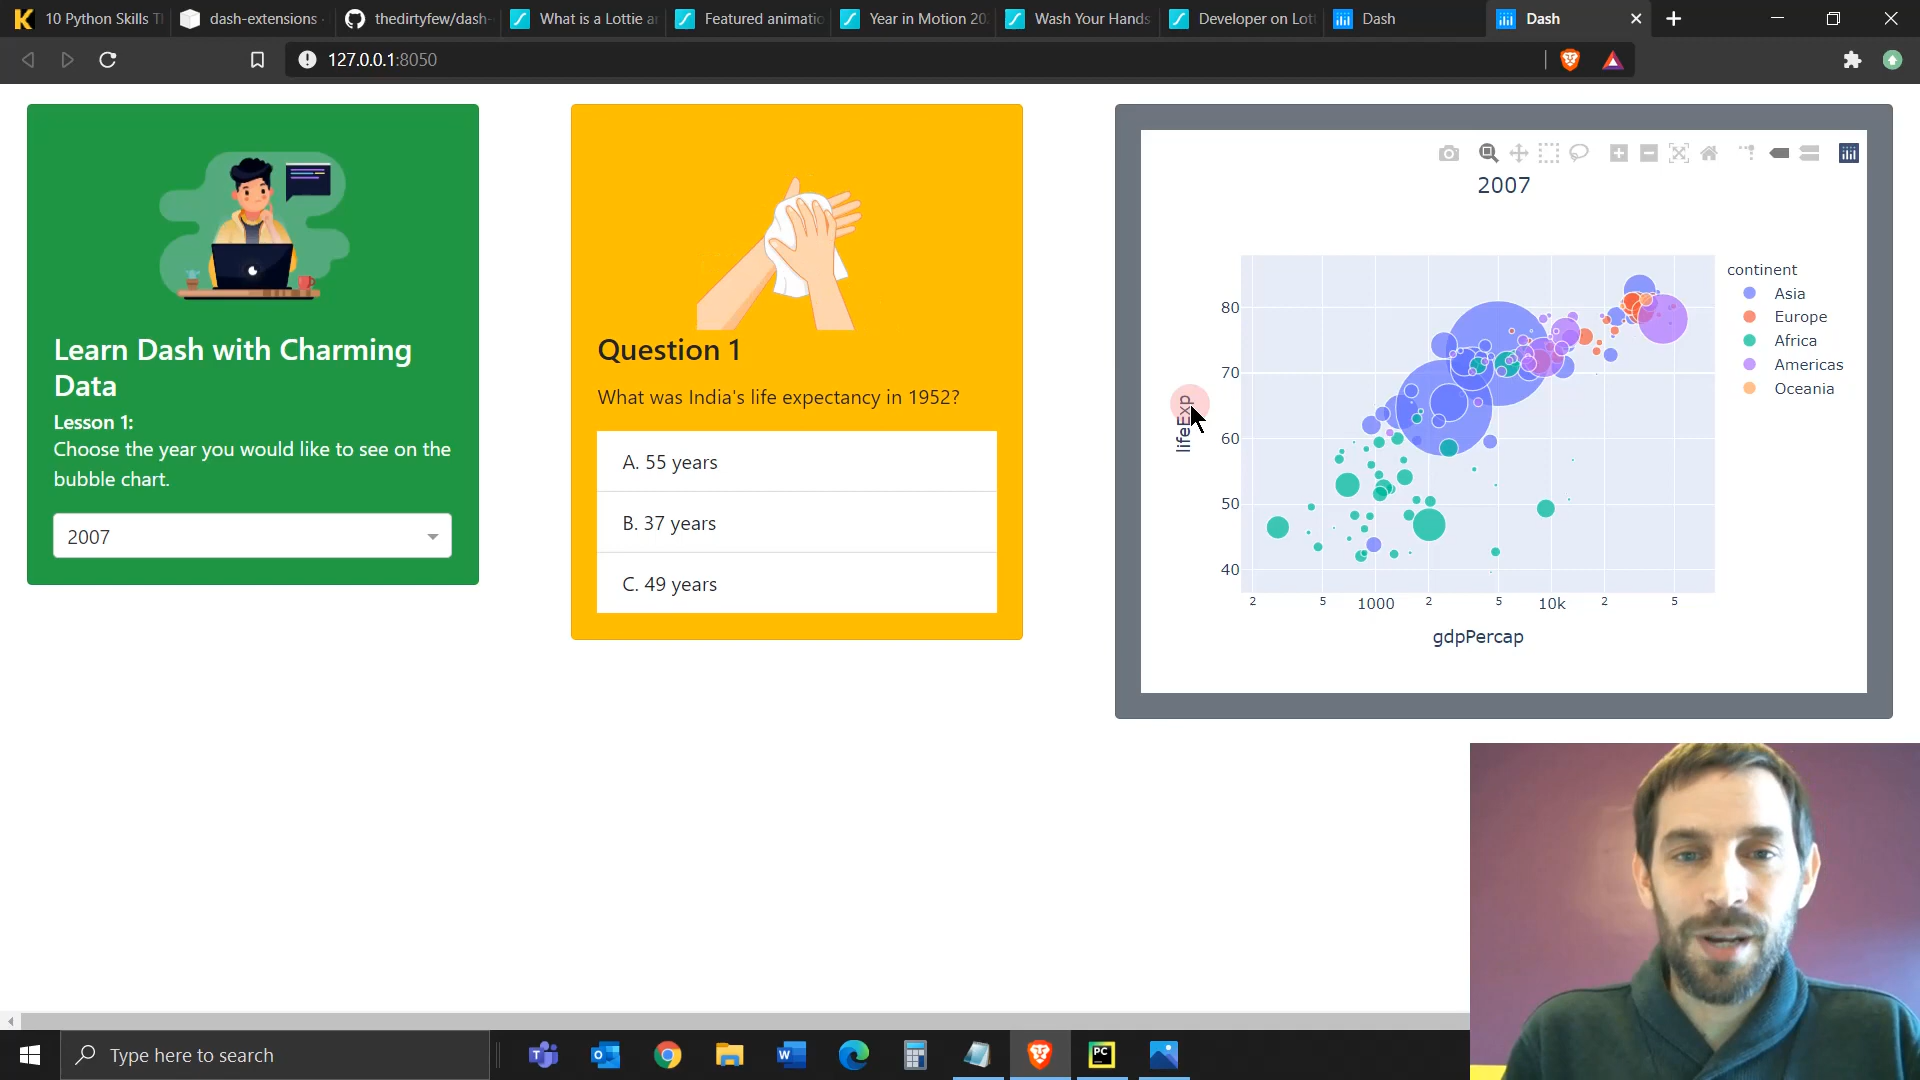 10 Python Skills T
dash-extensions
thedirtyfew/dash-
What is a Lottie a
Featured animatio
Year in Motion 20
Wash Your Hands
Developer on Lot
Dash
Dash
127.0.0.1:8050
Learn Dash with Charming
Data
Lesson 1:
Choose the year you would like to see on the
bubble chart.
2007
Question 1
What was India's life expectancy in 1952?
A. 55 years
B. 37 years
C. 49 years
2007
continent
Asia
Europe
Africa
Americas
Oceania
80
70
60
50
40
lifeExp
2 5 1000 2 5 10k 2 5
gdpPercap
Type here to search